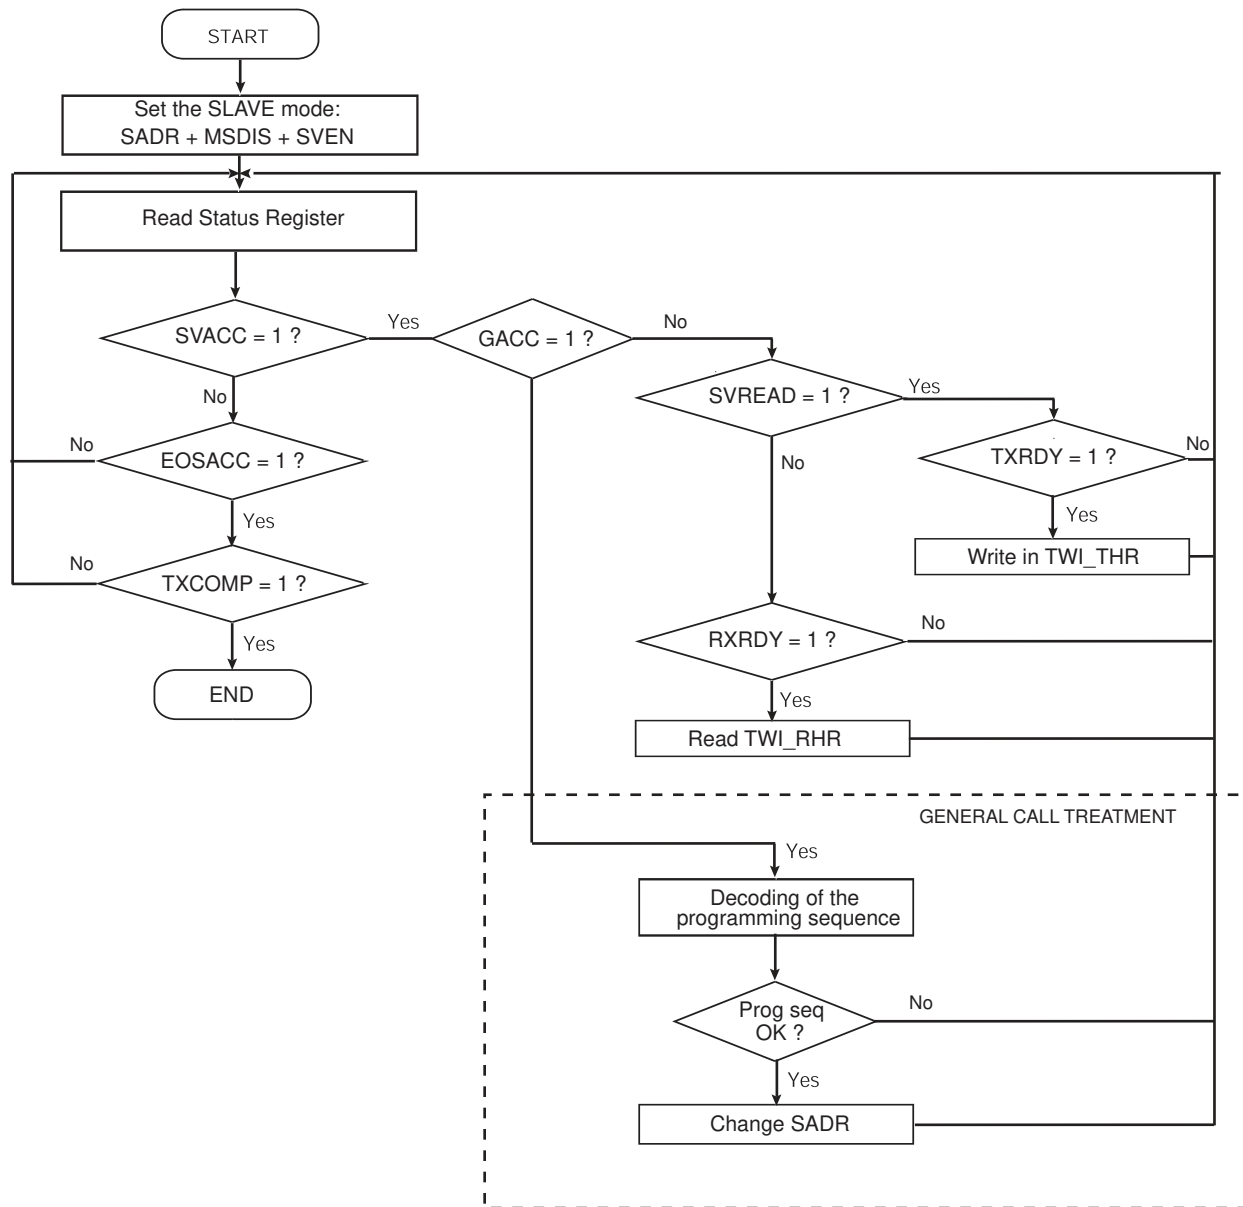 START
Set the SLAVE mode:
SADR + MSDIS + SVEN
Read Status Register
SVACC = 1 ?
Yes
GACC = 1 ?
No
SVREAD = 1 ?
Yes
No
EOSACC = 1 ?
No
No
TXRDY = 1 ?
No
Yes
Yes
Write in TWI_THR
No
TXCOMP = 1 ?
RXRDY = 1 ?
No
Yes
END
Yes
Read TWI_RHR
GENERAL CALL TREATMENT
Yes
Decoding of the
programming sequence
Prog seq
OK ?
No
Yes
Change SADR